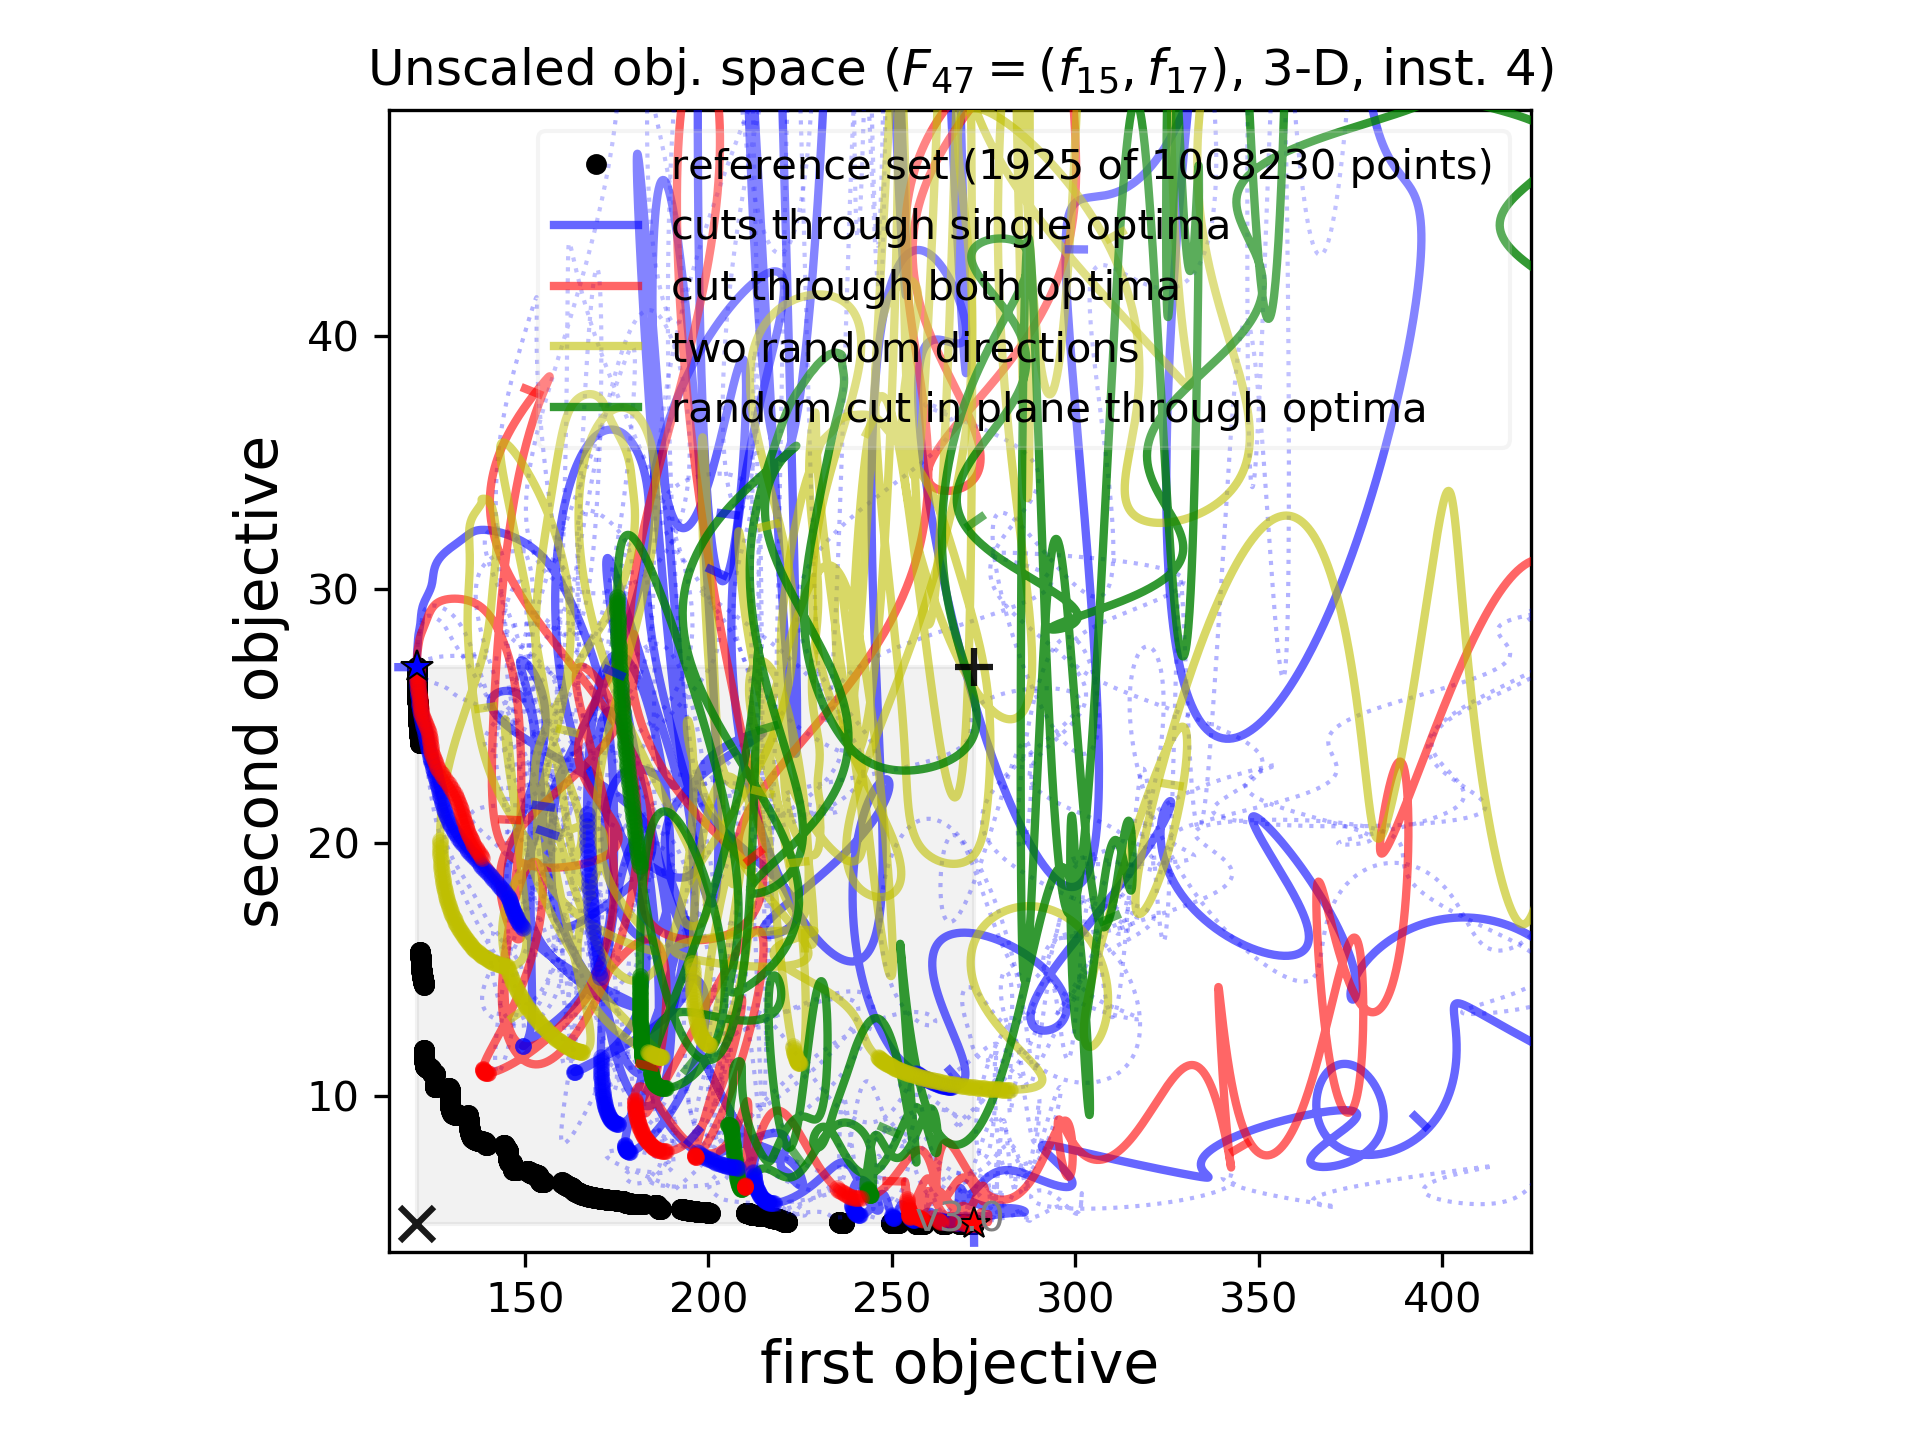 Unscaled obj. space (F47 = (f15, f17), 3-D, inst. 4)
reference set (1925 of 1008230 points)
cuts through single optima
cut through both optima
two random directions
random cut in plane through optima
40
30
20
10
second objective
v3.0
150 200 250 300 350 400
first objective